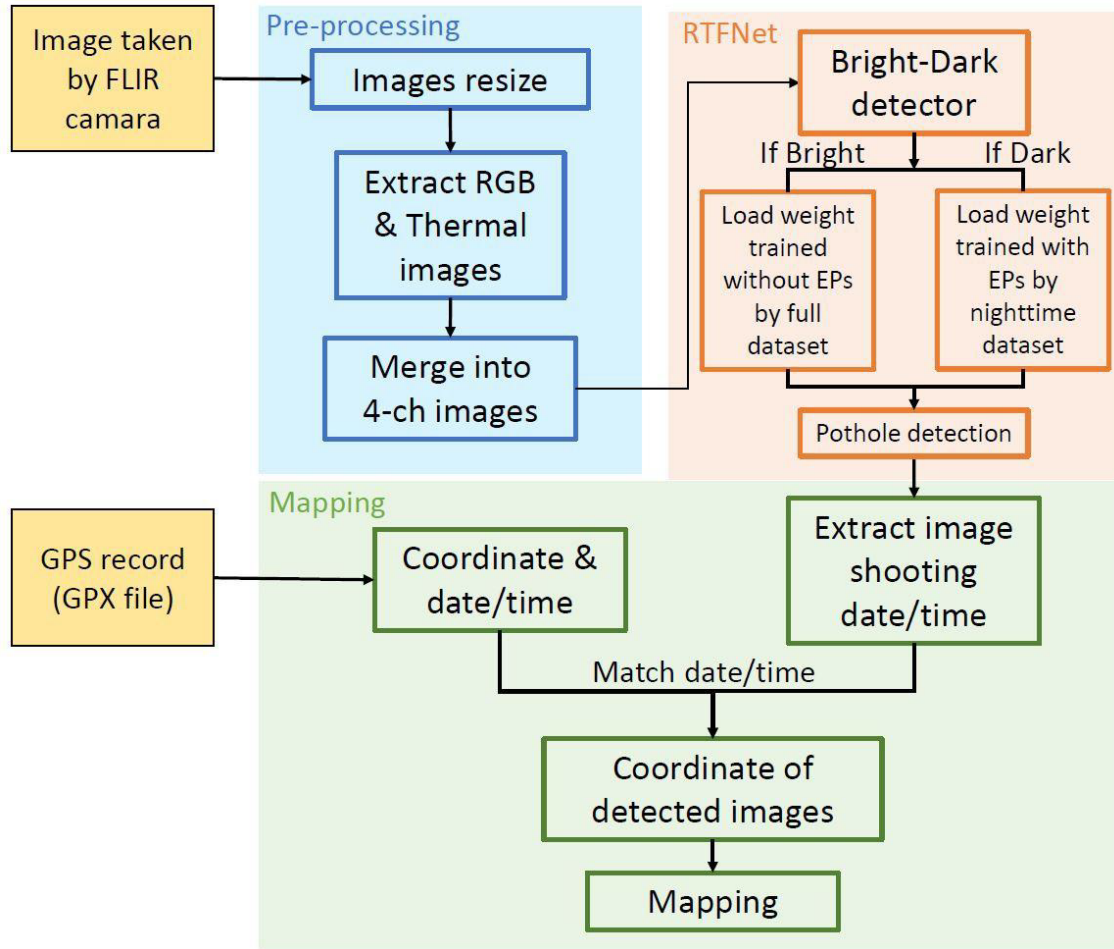 Image taken
by FLIR
camara
Pre-processing
Images resize
Extract RGB
& Thermal
images
Merge into
4-ch images
RTFNet
Bright-Dark
detector
If Bright
If Dark
Load weight
trained
without EPs
by full
dataset
Load weight
trained with
EPs by
nighttime
dataset
Pothole detection
Mapping
GPS record
(GPX file)
Coordinate &
date/time
Extract image
shooting
date/time
Match date/time
Coordinate of
detected images
Mapping